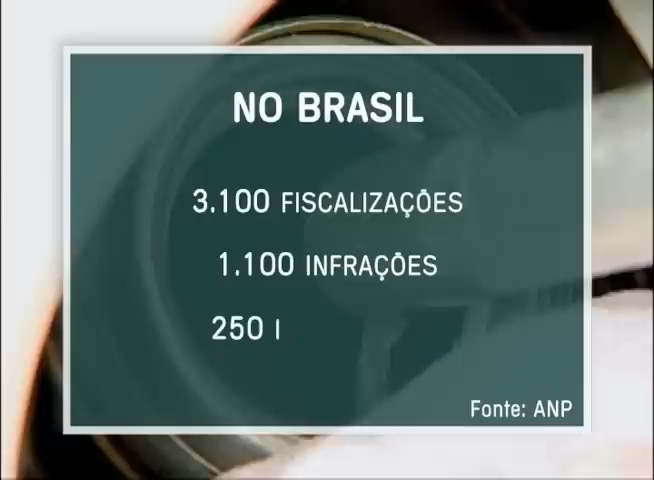 NO BRASIL
3.100 FISCALIZAÇÕES
1.100 INFRAÇÕES
250 I
Fonte: ANP